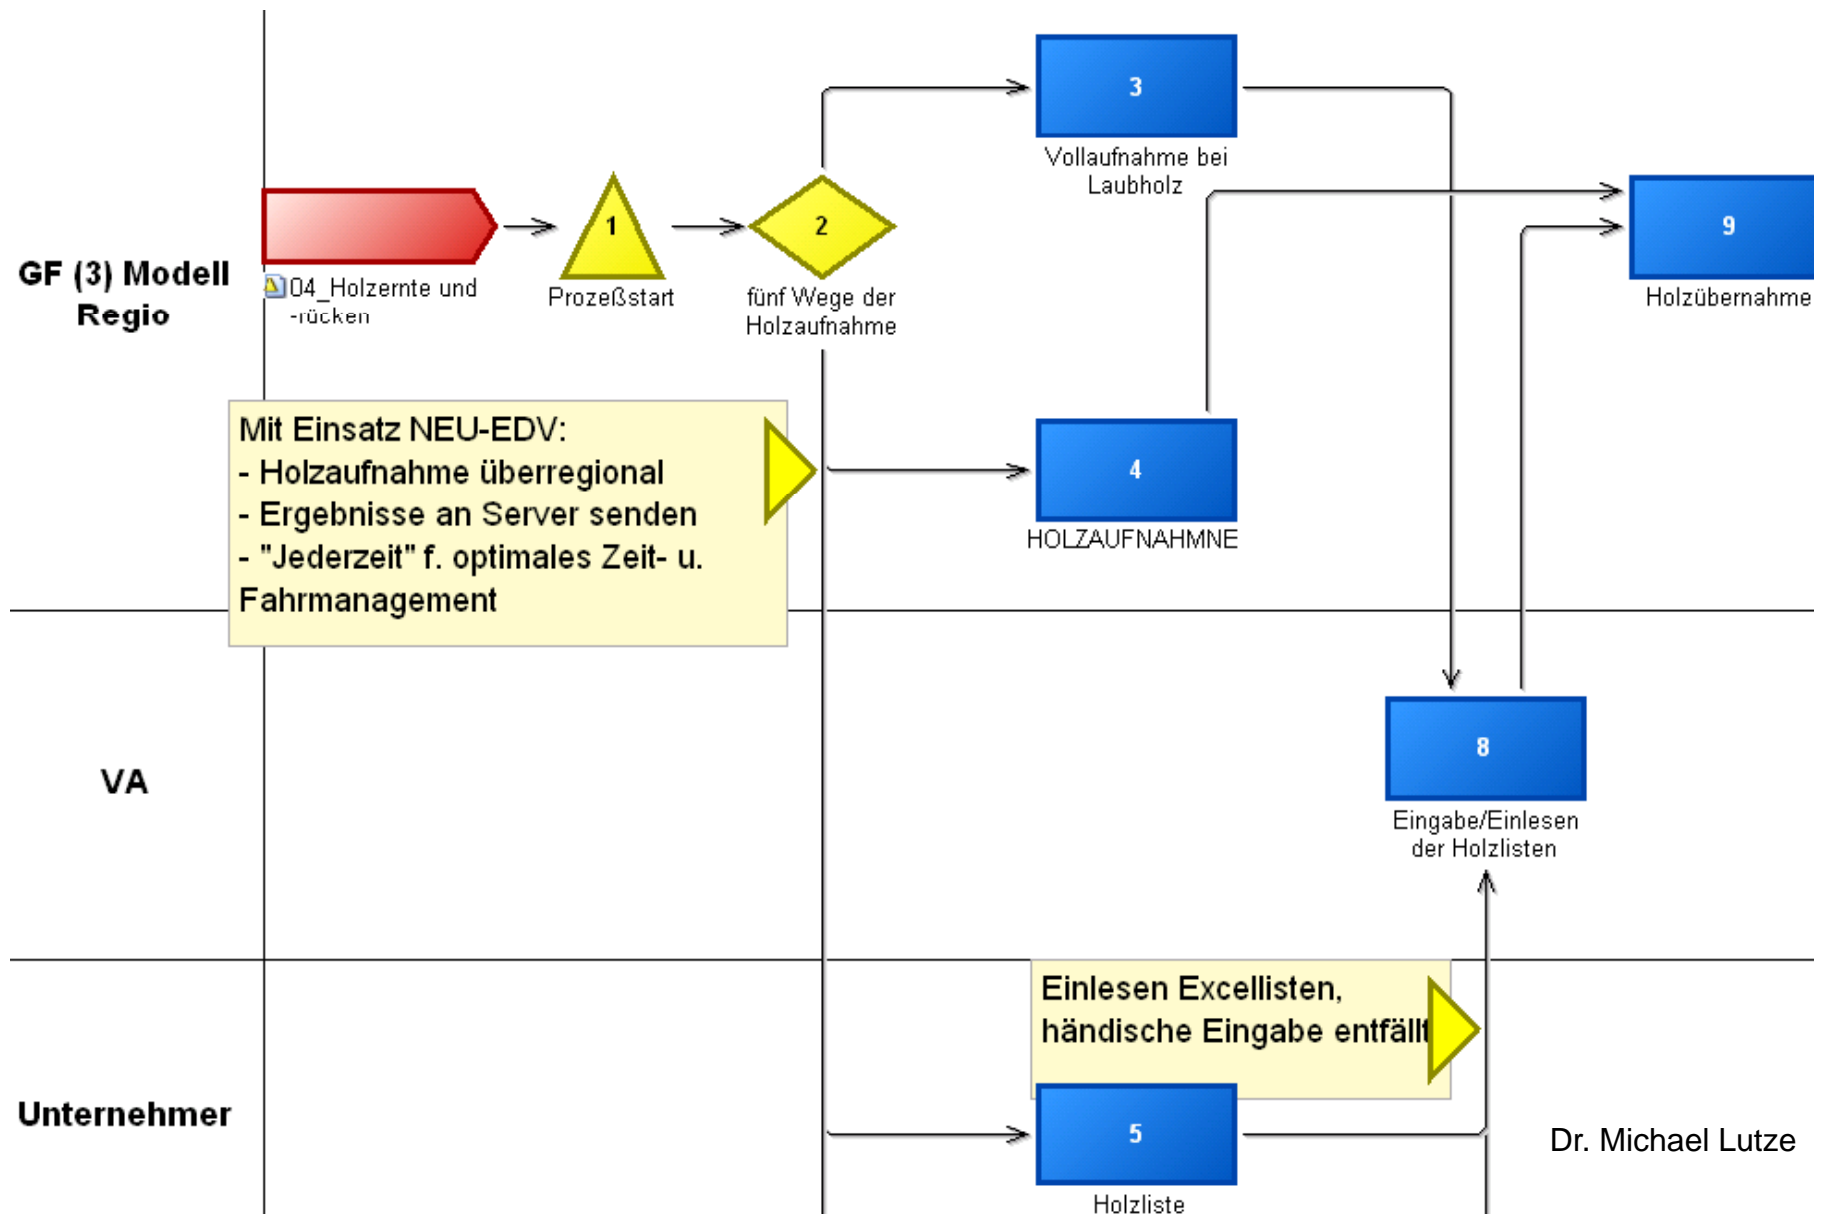 3
Vollaufnahme bei
Laubholz
GF (3) Modell
Regio
04_Holzernte und
-rücken
1
Prozeßstart
2
fünf Wege der
Holzaufnahme
9
Holzübernahme
Mit Einsatz NEU-EDV:
- Holzaufnahme überregional
- Ergebnisse an Server senden
- "Jederzeit" f. optimales Zeit- u.
Fahrmanagement
4
HOLZAUFNAHMNE
VA
8
Eingabe/Einlesen
der Holzlisten
Unternehmer
Einlesen Excellisten,
händische Eingabe entfällt
5
Holzliste
Dr. Michael Lutze